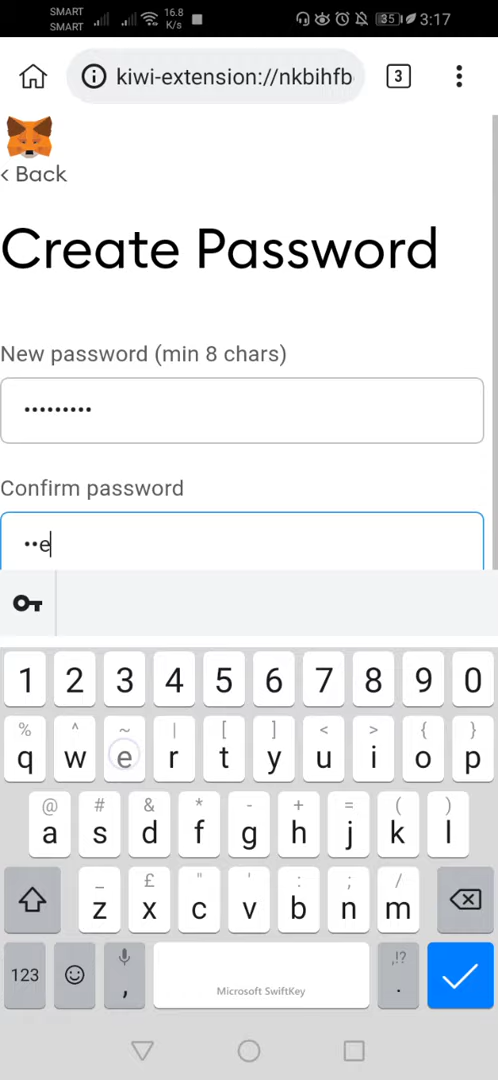 SMART
SMART
16.8
K/s
35
3:17
kiwi-extension://nkbihfb
3
< Back
Create Password
New password (min 8 chars)
•••••••••
Confirm password
••e
1 2 3 4 5 6 7 8 9 0
% ^ ~ | [ ] < > { }
q w e r t y u i o p
@ # & * - + = ( )
a s d f g h j k l
_ £ " ' : ; /
z x c v b n m
123 , Microsoft SwiftKey ,!? .